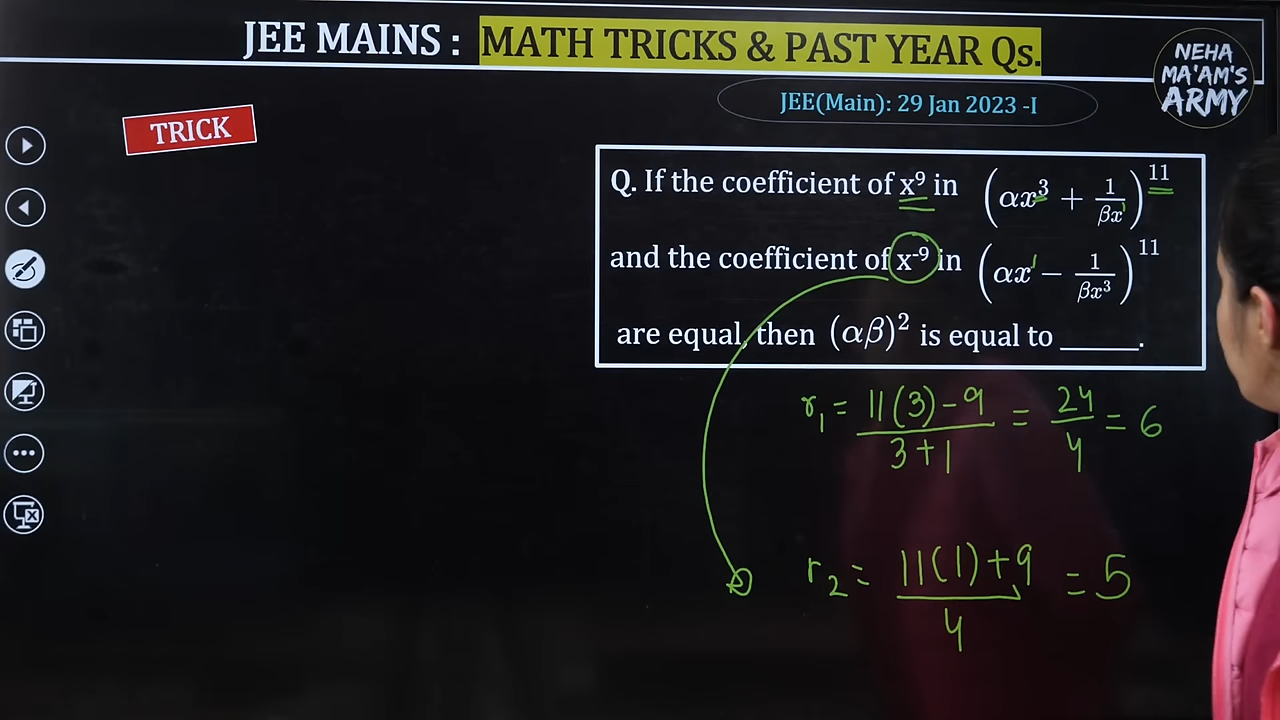 JEE MAINS : MATH TRICKS & PAST YEAR Qs.
NEHA
MA'AM'S
ARMY
JEE(Main): 29 Jan 2023 -I
TRICK
Q. If the coefficient of x⁹ in (αx³ + 1/βx)¹¹
and the coefficient of x⁻⁹ in (αx¹ − 1/βx³)¹¹
are equal, then (αβ)² is equal to _____.
r₁ = 11(3)-9 / 3+1 = 24/4 = 6
r₂ = 11(1)+9 / 4 = 5